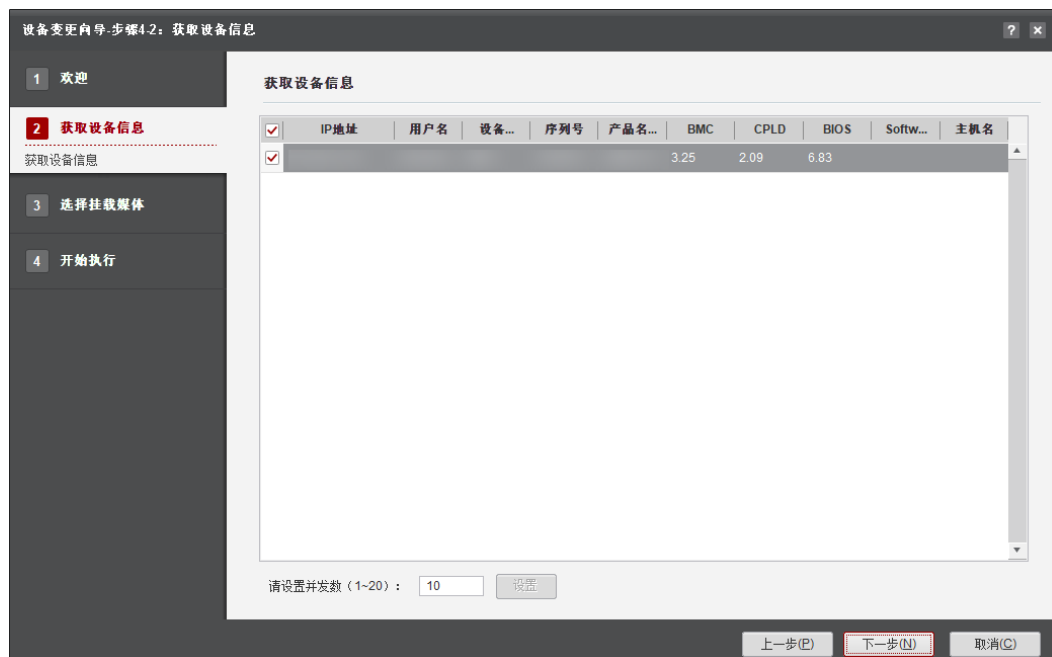 设备变更向导-步骤4-2：获取设备信息 ? ×
1 欢迎
2 获取设备信息
获取设备信息
3 选择挂载媒体
4 开始执行
获取设备信息
IP地址 用户名 设备... 序列号 产品名... BMC CPLD BIOS Softw... 主机名
3.25 2.09 6.83
请设置并发数（1~20）： 10 设置
上一步(P) 下一步(N) 取消(C)